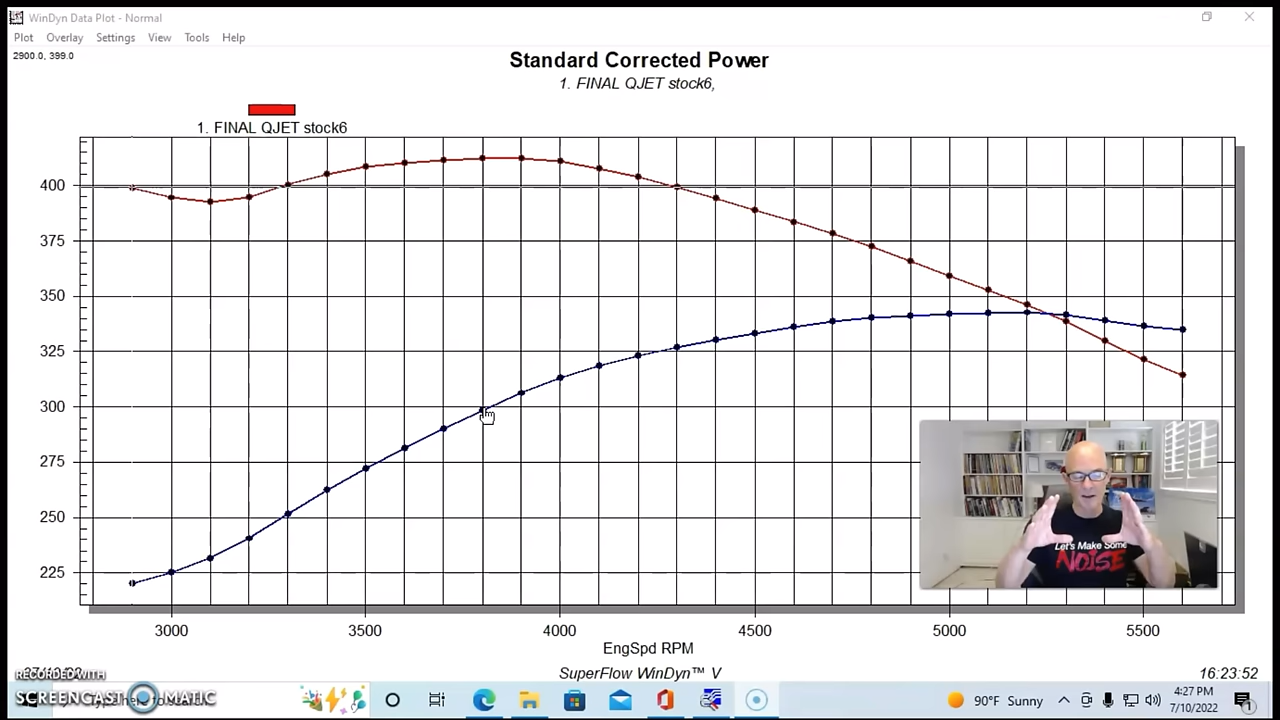 WinDyn Data Plot - Normal
Plot Overlay Settings View Tools Help
2900.0, 399.0
Standard Corrected Power
1. FINAL QJET stock6,
1. FINAL QJET stock6
400
375
350
325
300
275
250
225
3000 3500 4000 4500 5000 5500
EngSpd RPM
SuperFlow WinDyn™ V
16:23:52
Let's Make Some
NOISE
RECORDED WITH
SCREENCAST-O-MATIC
90°F Sunny
4:27 PM
7/10/2022
1